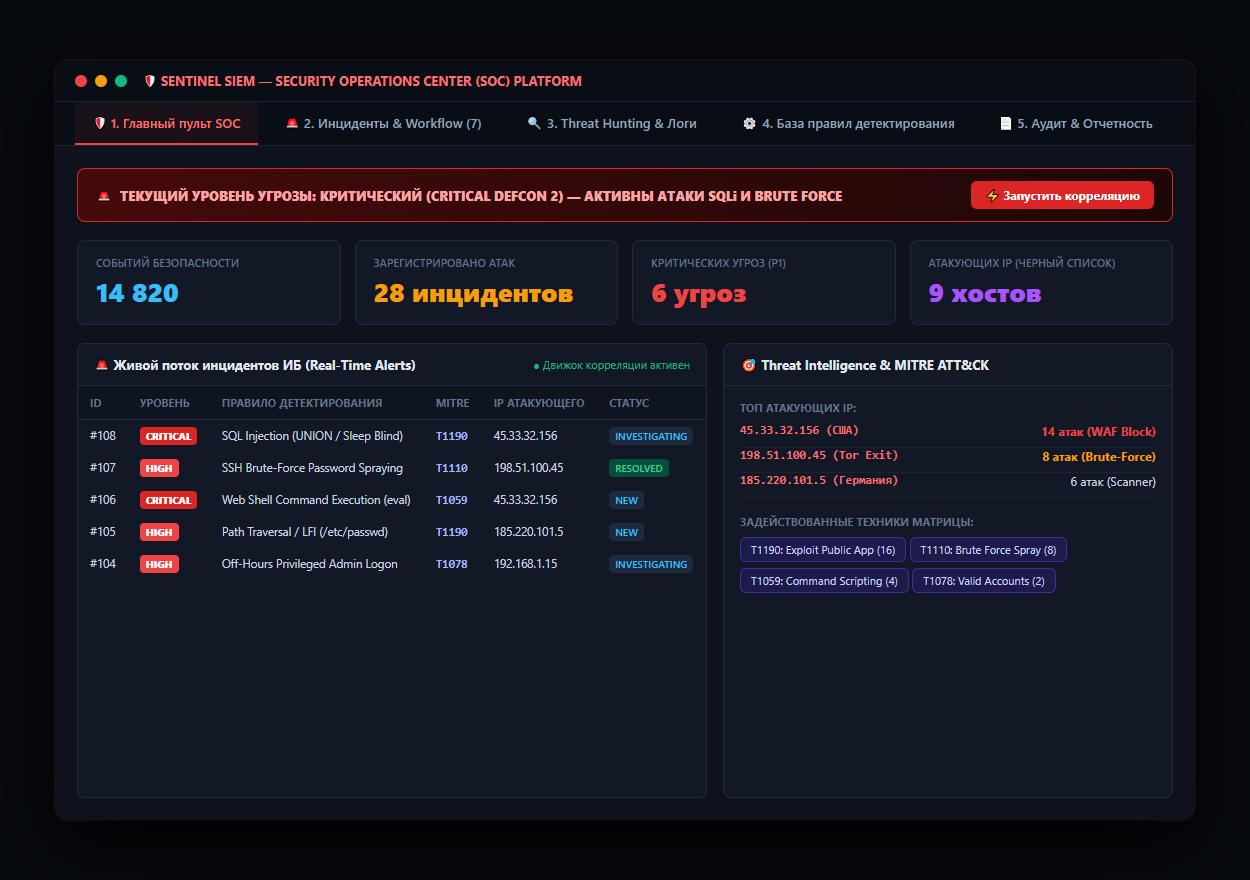 SENTINEL SIEM — SECURITY OPERATIONS CENTER (SOC) PLATFORM
1. Главный пульт SOC
2. Инциденты & Workflow (7)
3. Threat Hunting & Логи
4. База правил детектирования
5. Аудит & Отчетность
ТЕКУЩИЙ УРОВЕНЬ УГРОЗЫ: КРИТИЧЕСКИЙ (CRITICAL DEFCON 2) — АКТИВНЫ АТАКИ SQLi И BRUTE FORCE
⚡ Запустить корреляцию
СОБЫТИЙ БЕЗОПАСНОСТИ
14 820
ЗАРЕГИСТРИРОВАНО АТАК
28 инцидентов
КРИТИЧЕСКИХ УГРОЗ (P1)
6 угроз
АТАКУЮЩИХ IP (ЧЕРНЫЙ СПИСОК)
9 хостов
Живой поток инцидентов ИБ (Real-Time Alerts)
● Движок корреляции активен
ID УРОВЕНЬ ПРАВИЛО ДЕТЕКТИРОВАНИЯ MITRE IP АТАКУЮЩЕГО СТАТУС
#108 CRITICAL SQL Injection (UNION / Sleep Blind) T1190 45.33.32.156 INVESTIGATING
#107 HIGH SSH Brute-Force Password Spraying T1110 198.51.100.45 RESOLVED
#106 CRITICAL Web Shell Command Execution (eval) T1059 45.33.32.156 NEW
#105 HIGH Path Traversal / LFI (/etc/passwd) T1190 185.220.101.5 NEW
#104 HIGH Off-Hours Privileged Admin Logon T1078 192.168.1.15 INVESTIGATING
Threat Intelligence & MITRE ATT&CK
ТОП АТАКУЮЩИХ IP:
45.33.32.156 (США) 14 атак (WAF Block)
198.51.100.45 (Tor Exit) 8 атак (Brute-Force)
185.220.101.5 (Германия) 6 атак (Scanner)
ЗАДЕЙСТВОВАННЫЕ ТЕХНИКИ МАТРИЦЫ:
T1190: Exploit Public App (16) T1110: Brute Force Spray (8)
T1059: Command Scripting (4) T1078: Valid Accounts (2)